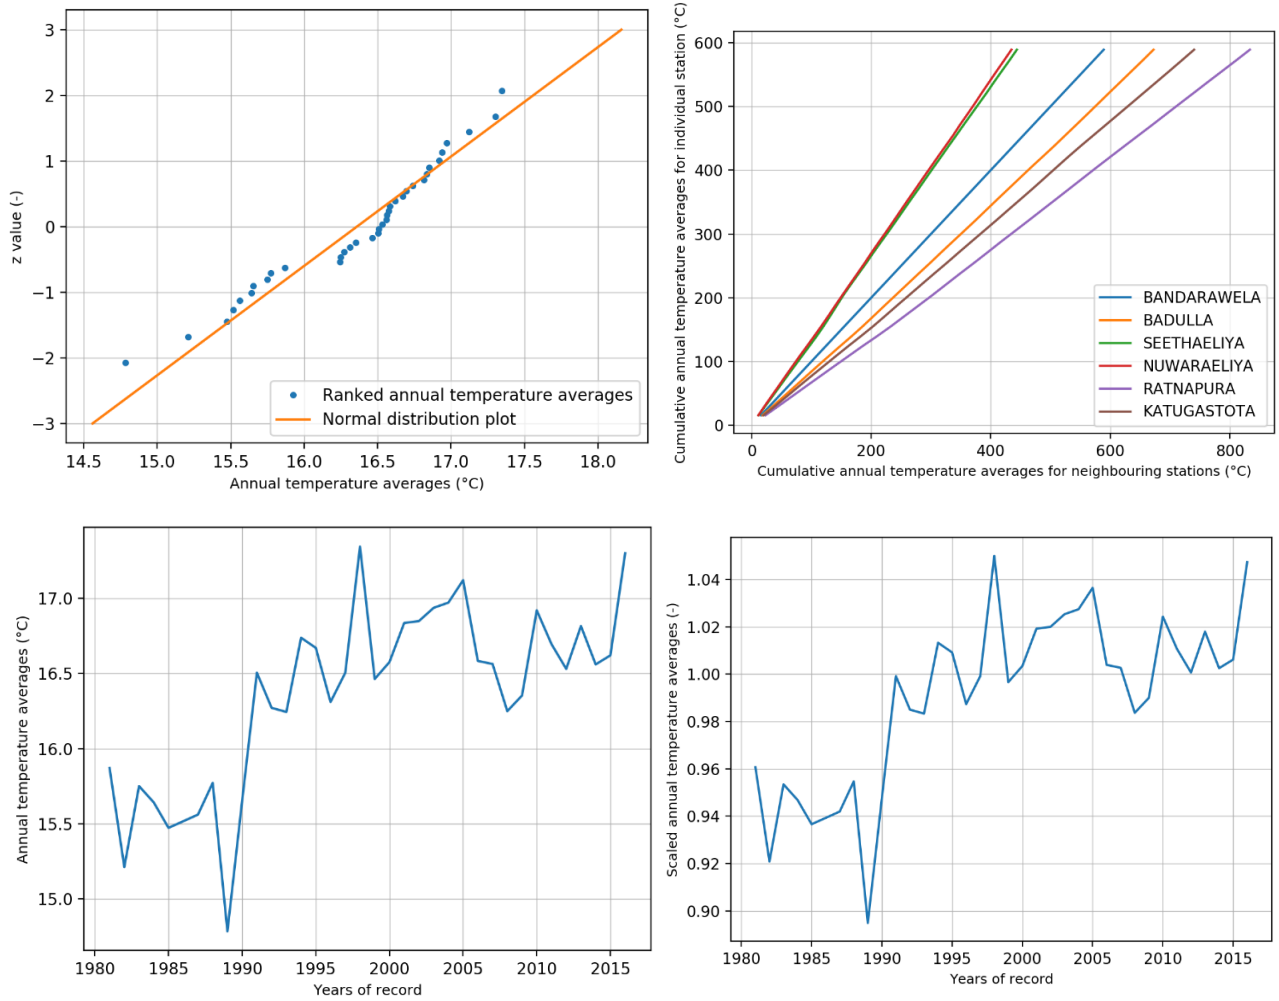 3
2
1
0
−1
−2
−3
z value (-)
14.5 15.0 15.5 16.0 16.5 17.0 17.5 18.0
Annual temperature averages (°C)
Ranked annual temperature averages
Normal distribution plot
600
500
400
300
200
100
0
Cumulative annual temperature averages for individual station (°C)
0 200 400 600 800
Cumulative annual temperature averages for neighbouring stations (°C)
BANDARAWELA
BADULLA
SEETHAELIYA
NUWARAELIYA
RATNAPURA
KATUGASTOTA
17.0
16.5
16.0
15.5
15.0
Annual temperature averages (°C)
1980 1985 1990 1995 2000 2005 2010 2015
Years of record
1.04
1.02
1.00
0.98
0.96
0.94
0.92
0.90
Scaled annual temperature averages (-)
1980 1985 1990 1995 2000 2005 2010 2015
Years of record